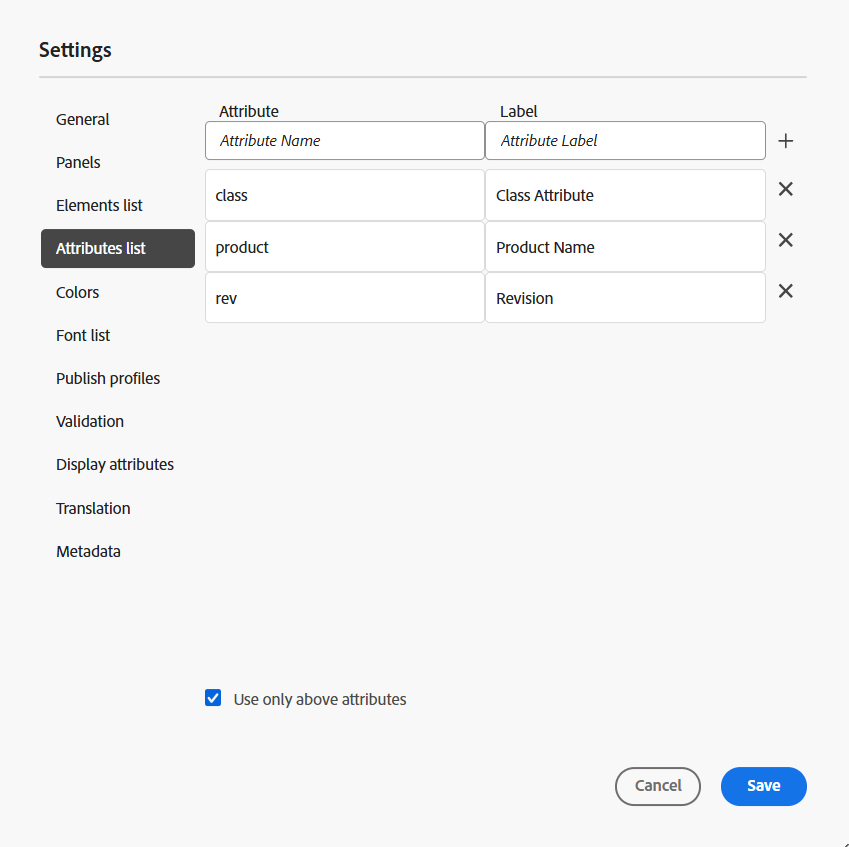 Settings
General
Panels
Elements list
Attributes list
Colors
Font list
Publish profiles
Validation
Display attributes
Translation
Metadata
Attribute Label
Attribute Name Attribute Label
class Class Attribute
product Product Name
rev Revision
Use only above attributes
Cancel Save